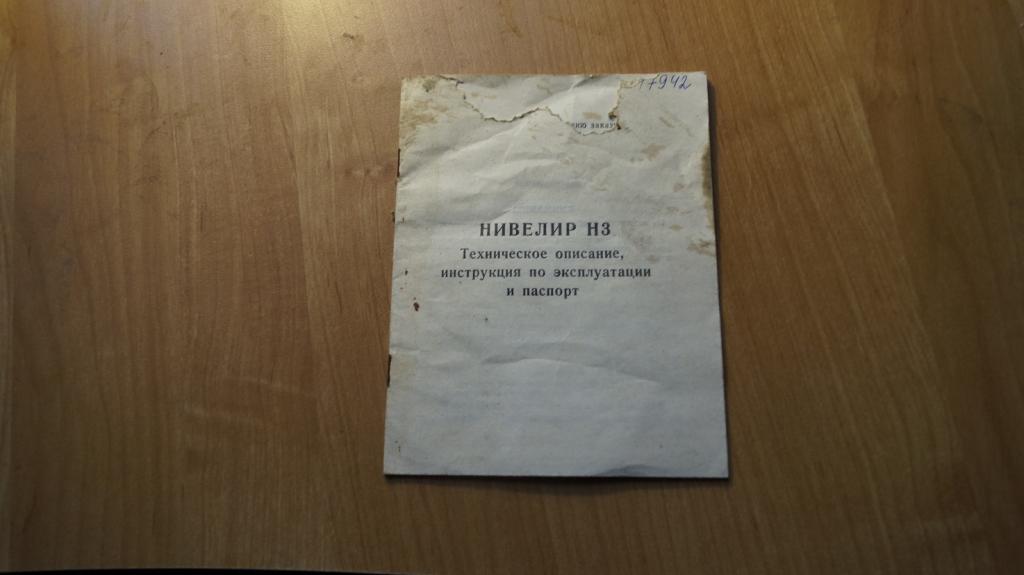 17942
НИВЕЛИР Н3
Техническое описание,
инструкция по эксплуатации
и паспорт